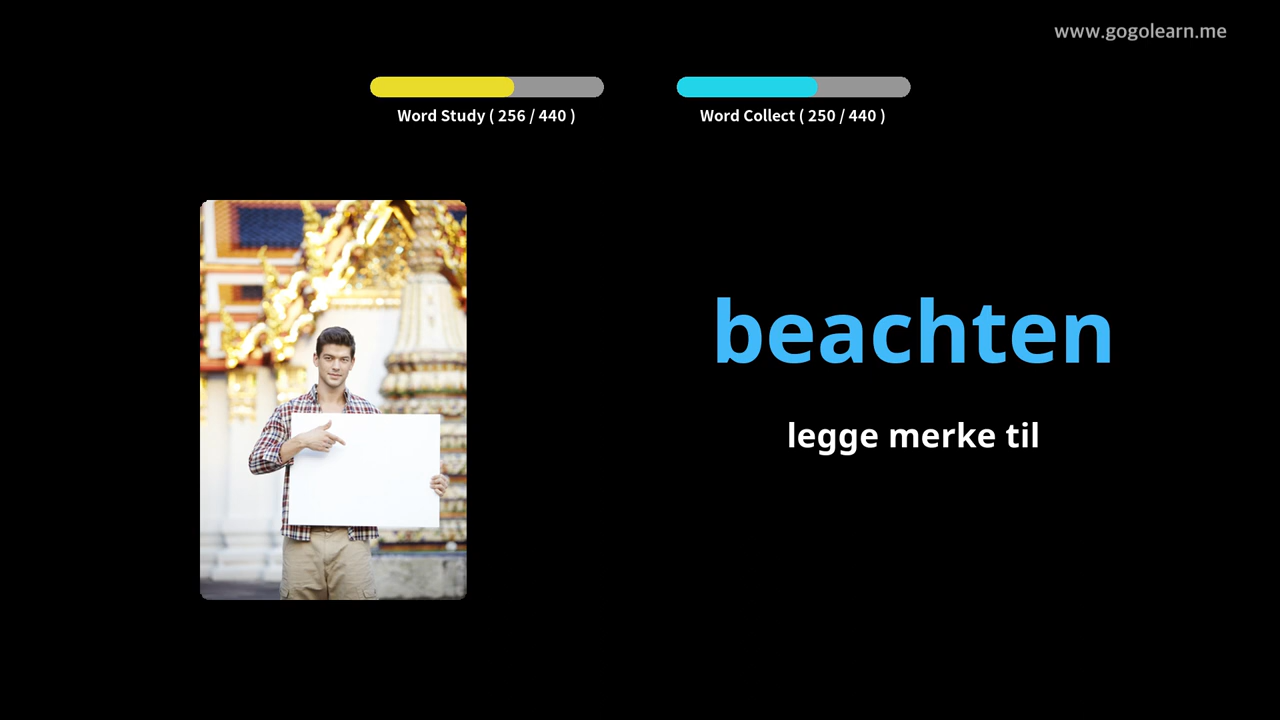 www.gogolearn.me
Word Study ( 256 / 440 )
Word Collect ( 250 / 440 )
beachten
legge merke til